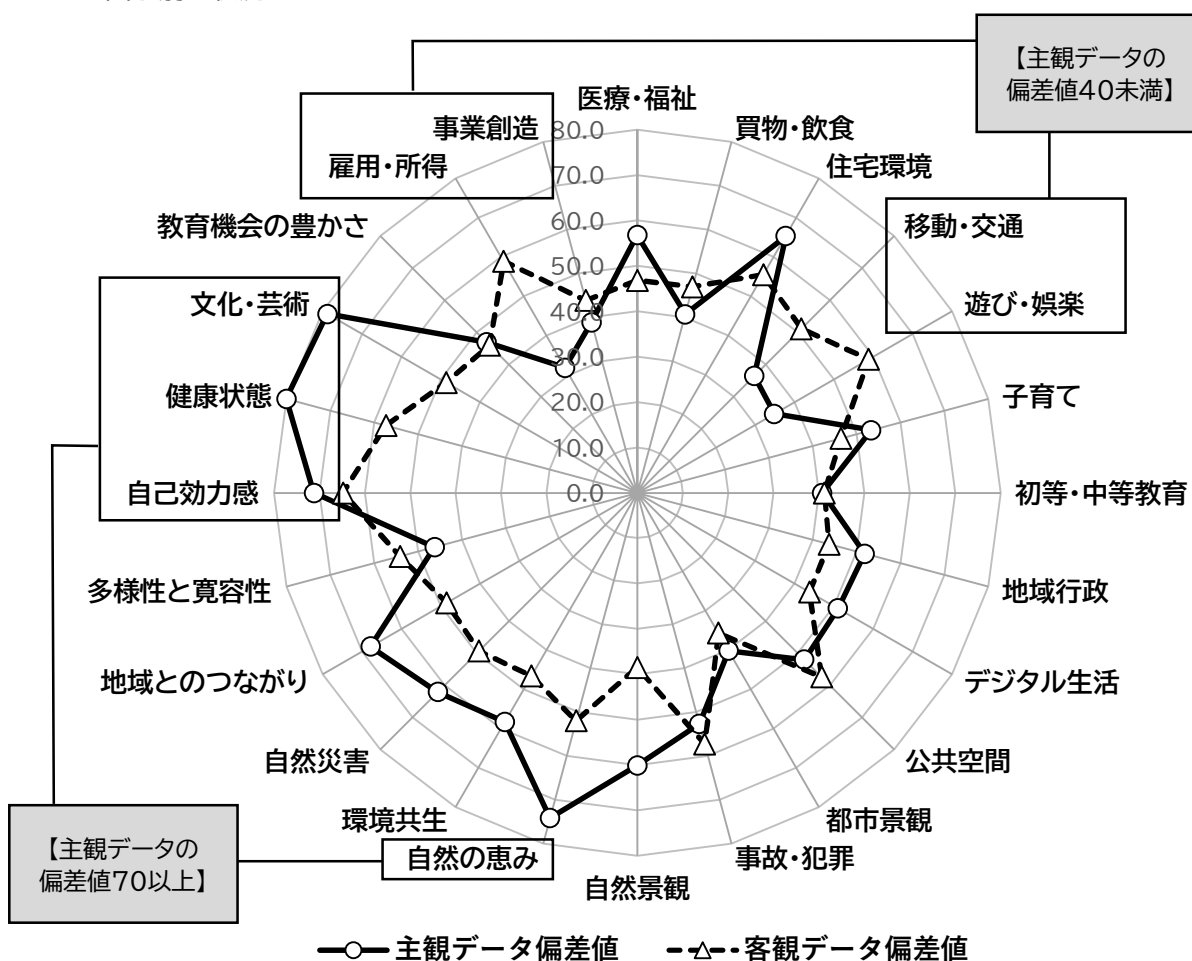 【主観データの
偏差値40未満】
医療・福祉
買物・飲食
住宅環境
移動・交通
遊び・娯楽
子育て
初等・中等教育
地域行政
デジタル生活
公共空間
都市景観
事故・犯罪
自然景観
自然の恵み
環境共生
自然災害
地域とのつながり
多様性と寛容性
自己効力感
健康状態
文化・芸術
教育機会の豊かさ
雇用・所得
事業創造
80.0
70.0
60.0
50.0
40.0
30.0
20.0
10.0
0.0
【主観データの
偏差値70以上】
主観データ偏差値 客観データ偏差値